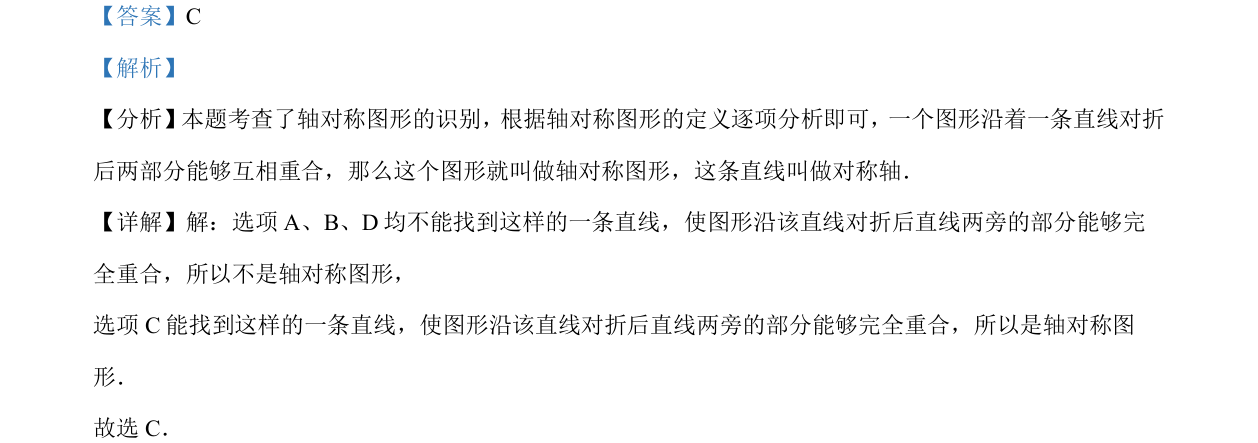 【答案】C
【解析】
【分析】本题考查了轴对称图形的识别，根据轴对称图形的定义逐项分析即可，一个图形沿着一条直线对折
后两部分能够互相重合，那么这个图形就叫做轴对称图形，这条直线叫做对称轴．
【详解】解：选项 A、B、D 均不能找到这样的一条直线，使图形沿该直线对折后直线两旁的部分能够完
全重合，所以不是轴对称图形，
选项 C 能找到这样的一条直线，使图形沿该直线对折后直线两旁的部分能够完全重合，所以是轴对称图
形．
故选 C．